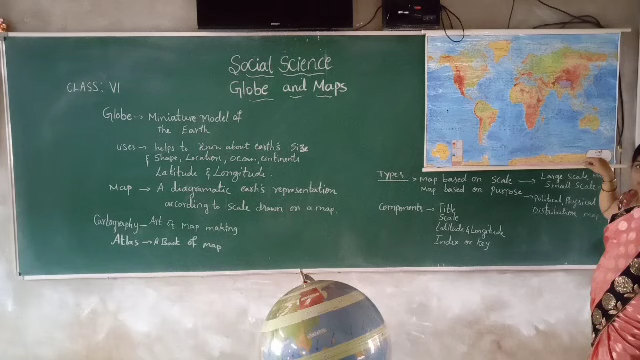 Social Science
CLASS: VI
Globe and Maps
Globe → Miniature model of
the Earth
uses → helps to know about earth's Size
& Shape, Location, ocean, continents
Latitude & Longitude.
Map → A diagramatic earth's representation
according to scale drawn on a map.
Cartography → Art of Map making
Atlas → A Book of Map
Types → Map based on Scale → Large Scale
Small Scale
Map based on Purpose → Political, Physical
Distribution map
Components → Title
Scale
Latitude & Longitude
Index or Key